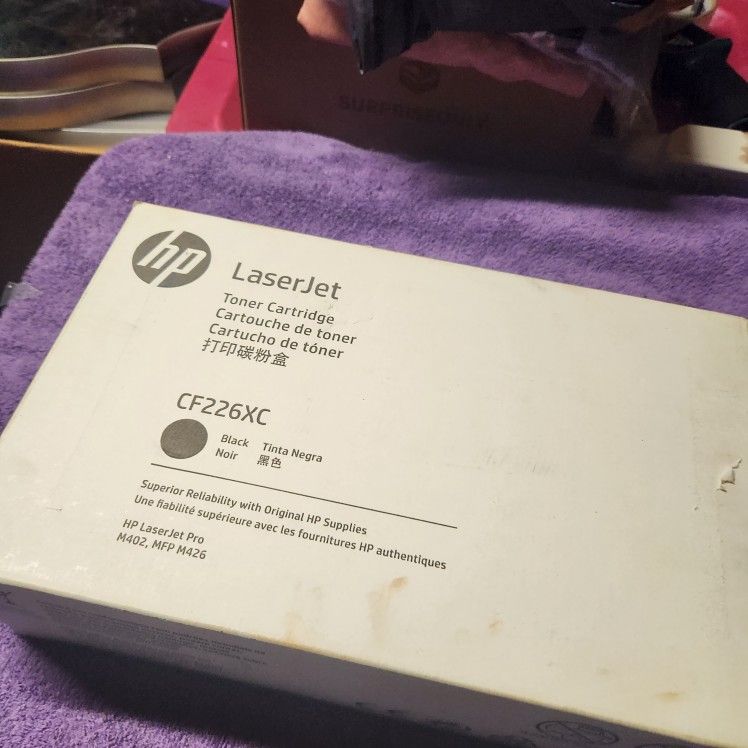 SURPRISEDULY
hp
LaserJet
Toner Cartridge
Cartouche de toner
Cartucho de tóner
打印碳粉盒
CF226XC
Black Tinta Negra
Noir 黑色
Superior Reliability with Original HP Supplies
Une fiabilité supérieure avec les fournitures HP authentiques
HP LaserJet Pro
M402, MFP M426